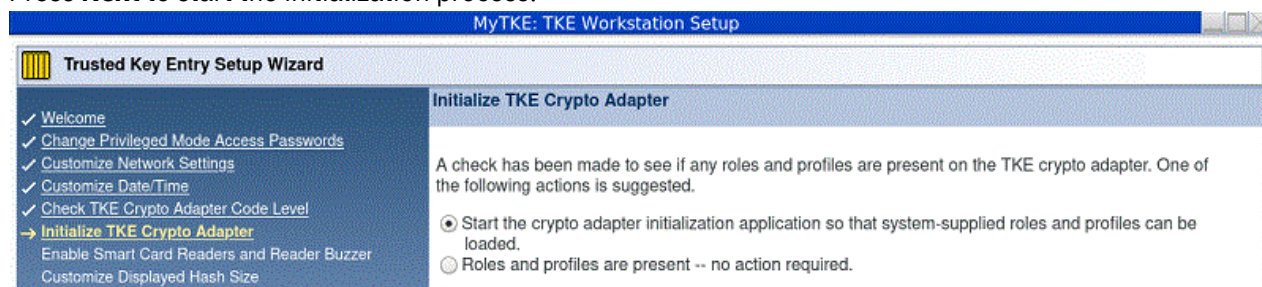 Press Next to start the initialization process.
MyTKE: TKE Workstation Setup
Trusted Key Entry Setup Wizard
Initialize TKE Crypto Adapter
Welcome
Change Privileged Mode Access Passwords
Customize Network Settings
Customize Date/Time
Check TKE Crypto Adapter Code Level
Initialize TKE Crypto Adapter
Enable Smart Card Readers and Reader Buzzer
Customize Displayed Hash Size
A check has been made to see if any roles and profiles are present on the TKE crypto adapter. One of
the following actions is suggested.
Start the crypto adapter initialization application so that system-supplied roles and profiles can be
loaded.
Roles and profiles are present -- no action required.